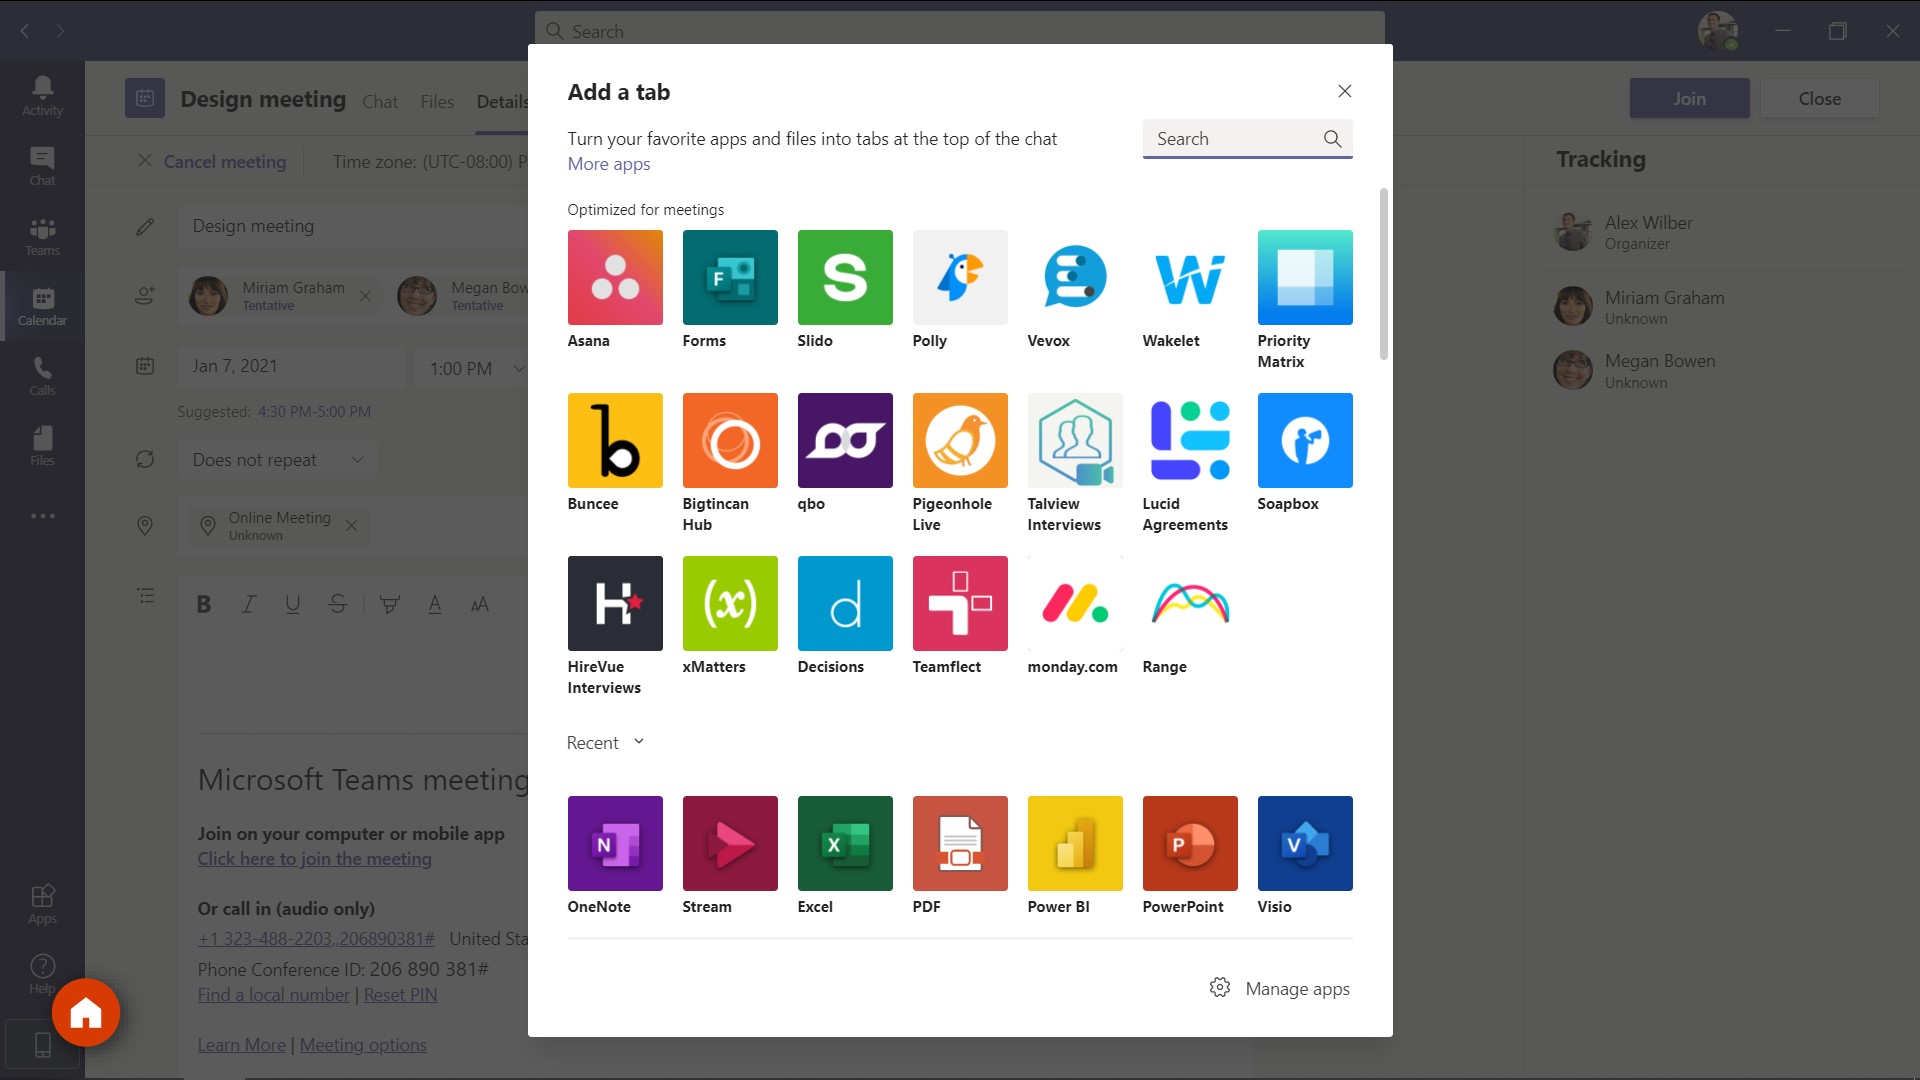 Search
Activity
Chat
Teams
Calendar
Calls
Files
Apps
Help
Design meeting
Chat
Files
Details
Join
Close
Cancel meeting
Time zone: (UTC-08:00) P
Design meeting
Miriam Graham
Tentative
Megan Bow
Tentative
Jan 7, 2021
1:00 PM
Suggested: 4:30 PM-5:00 PM
Does not repeat
Online Meeting
Unknown
B I U S A AA
Microsoft Teams meeting
Join on your computer or mobile app
Click here to join the meeting
Or call in (audio only)
+1 323-488-2203,,206890381# United Sta
Phone Conference ID: 206 890 381#
Find a local number | Reset PIN
Learn More | Meeting options
Add a tab
Turn your favorite apps and files into tabs at the top of the chat
More apps
Search
Optimized for meetings
Asana
F
Forms
S
Slido
Polly
Vevox
W
Wakelet
Priority
Matrix
b
Buncee
Bigtincan
Hub
qbo
Pigeonhole
Live
Talview
Interviews
Lucid
Agreements
Soapbox
H
HireVue
Interviews
(x)
xMatters
d
Decisions
Teamflect
monday.com
Range
Recent
N
OneNote
Stream
X
Excel
PDF
Power BI
P
PowerPoint
V
Visio
Manage apps
Tracking
Alex Wilber
Organizer
Miriam Graham
Unknown
Megan Bowen
Unknown